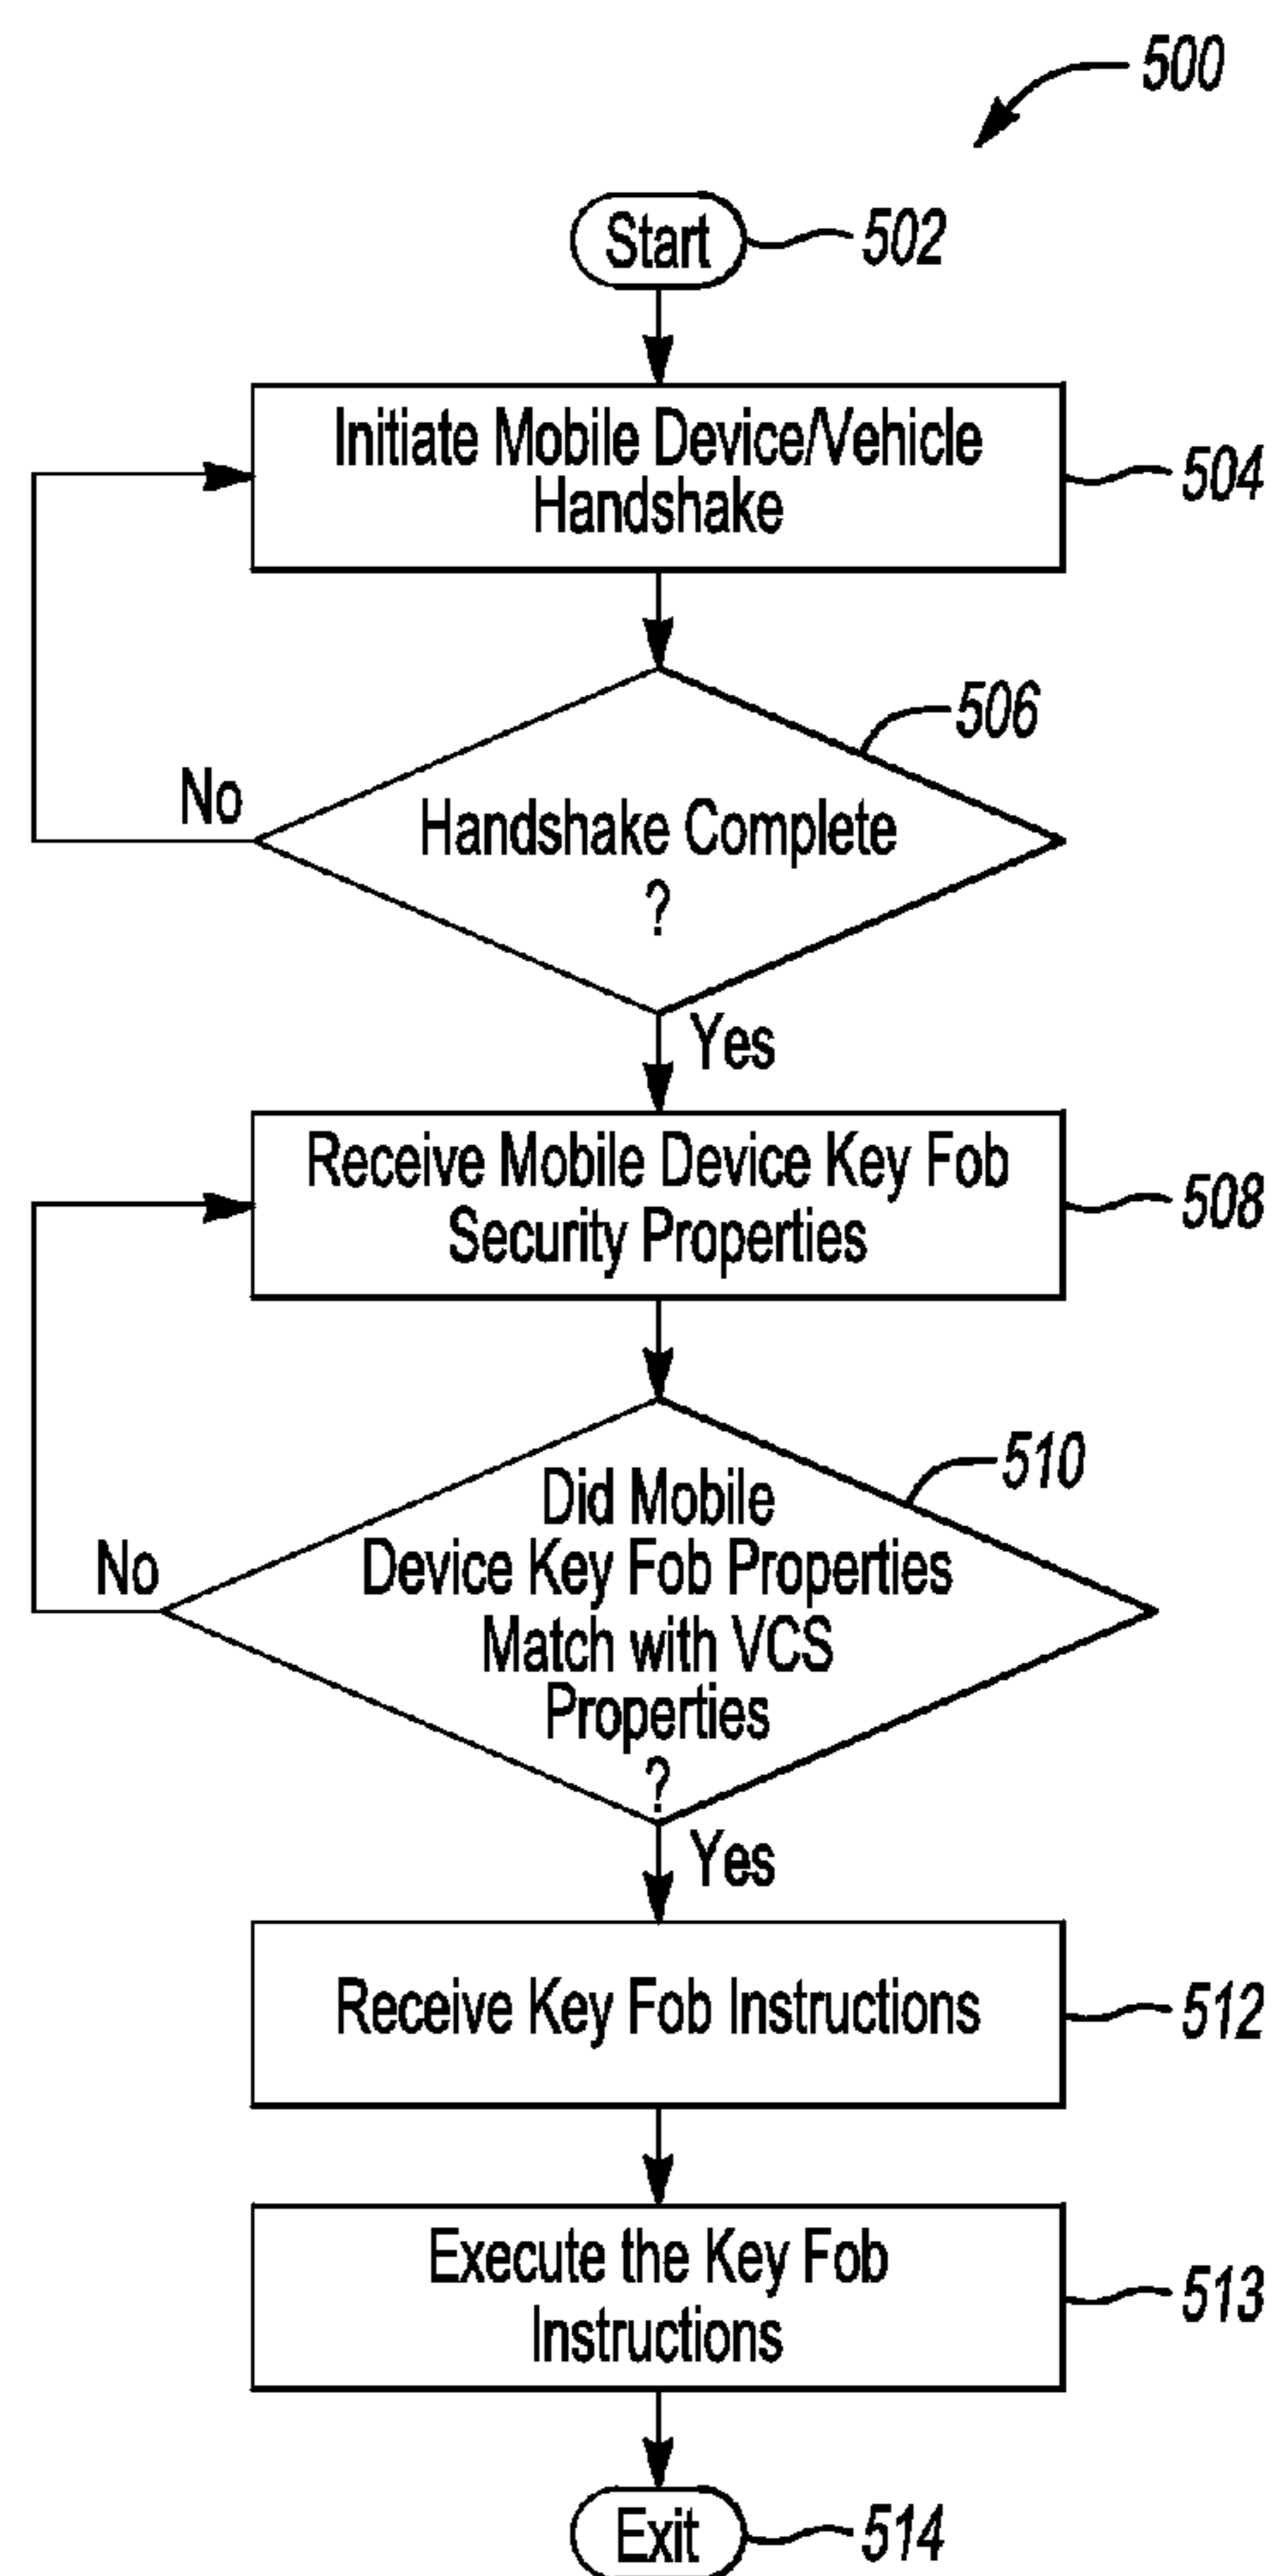 500
Start
502
Initiate Mobile Device/Vehicle
Handshake
504
506
No
Handshake Complete
?
Yes
Receive Mobile Device Key Fob
Security Properties
508
510
Did Mobile
Device Key Fob Properties
No
Match with VCS
Properties
?
Yes
Receive Key Fob Instructions
512
Execute the Key Fob
Instructions
513
Exit
514